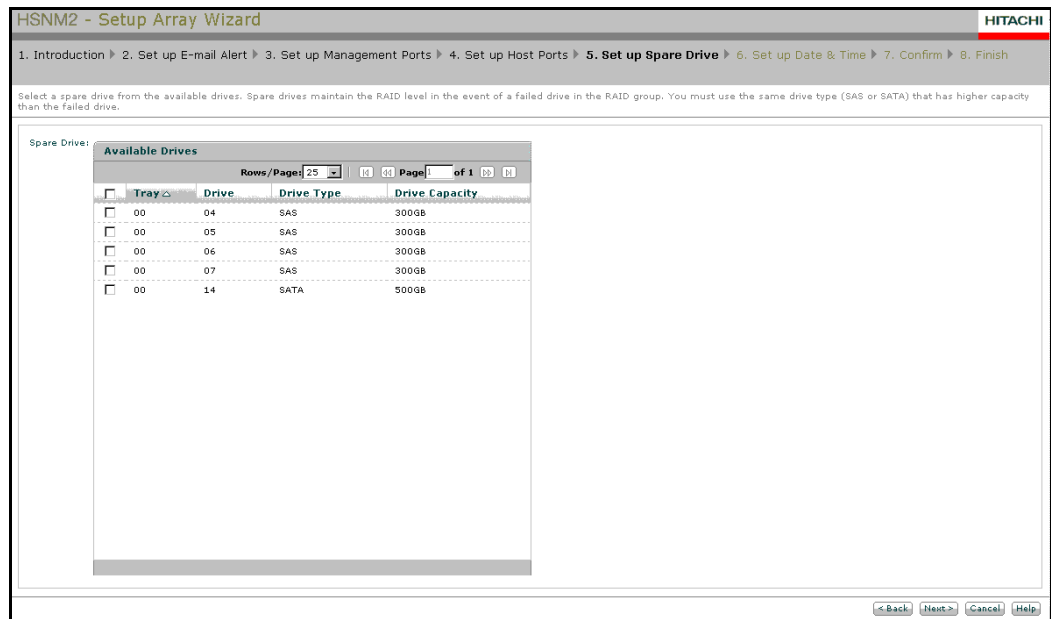 HSNM2 - Setup Array Wizard
HITACHI
1. Introduction 2. Set up E-mail Alert 3. Set up Management Ports 4. Set up Host Ports 5. Set up Spare Drive 6. Set up Date & Time 7. Confirm 8. Finish
Select a spare drive from the available drives. Spare drives maintain the RAID level in the event of a failed drive in the RAID group. You must use the same drive type (SAS or SATA) that has higher capacity
than the failed drive.
Spare Drive:
Available Drives
Rows/Page: 25 Page 1 of 1
Tray Drive Drive Type Drive Capacity
00 04 SAS 300GB
00 05 SAS 300GB
00 06 SAS 300GB
00 07 SAS 300GB
00 14 SATA 500GB
< Back Next > Cancel Help